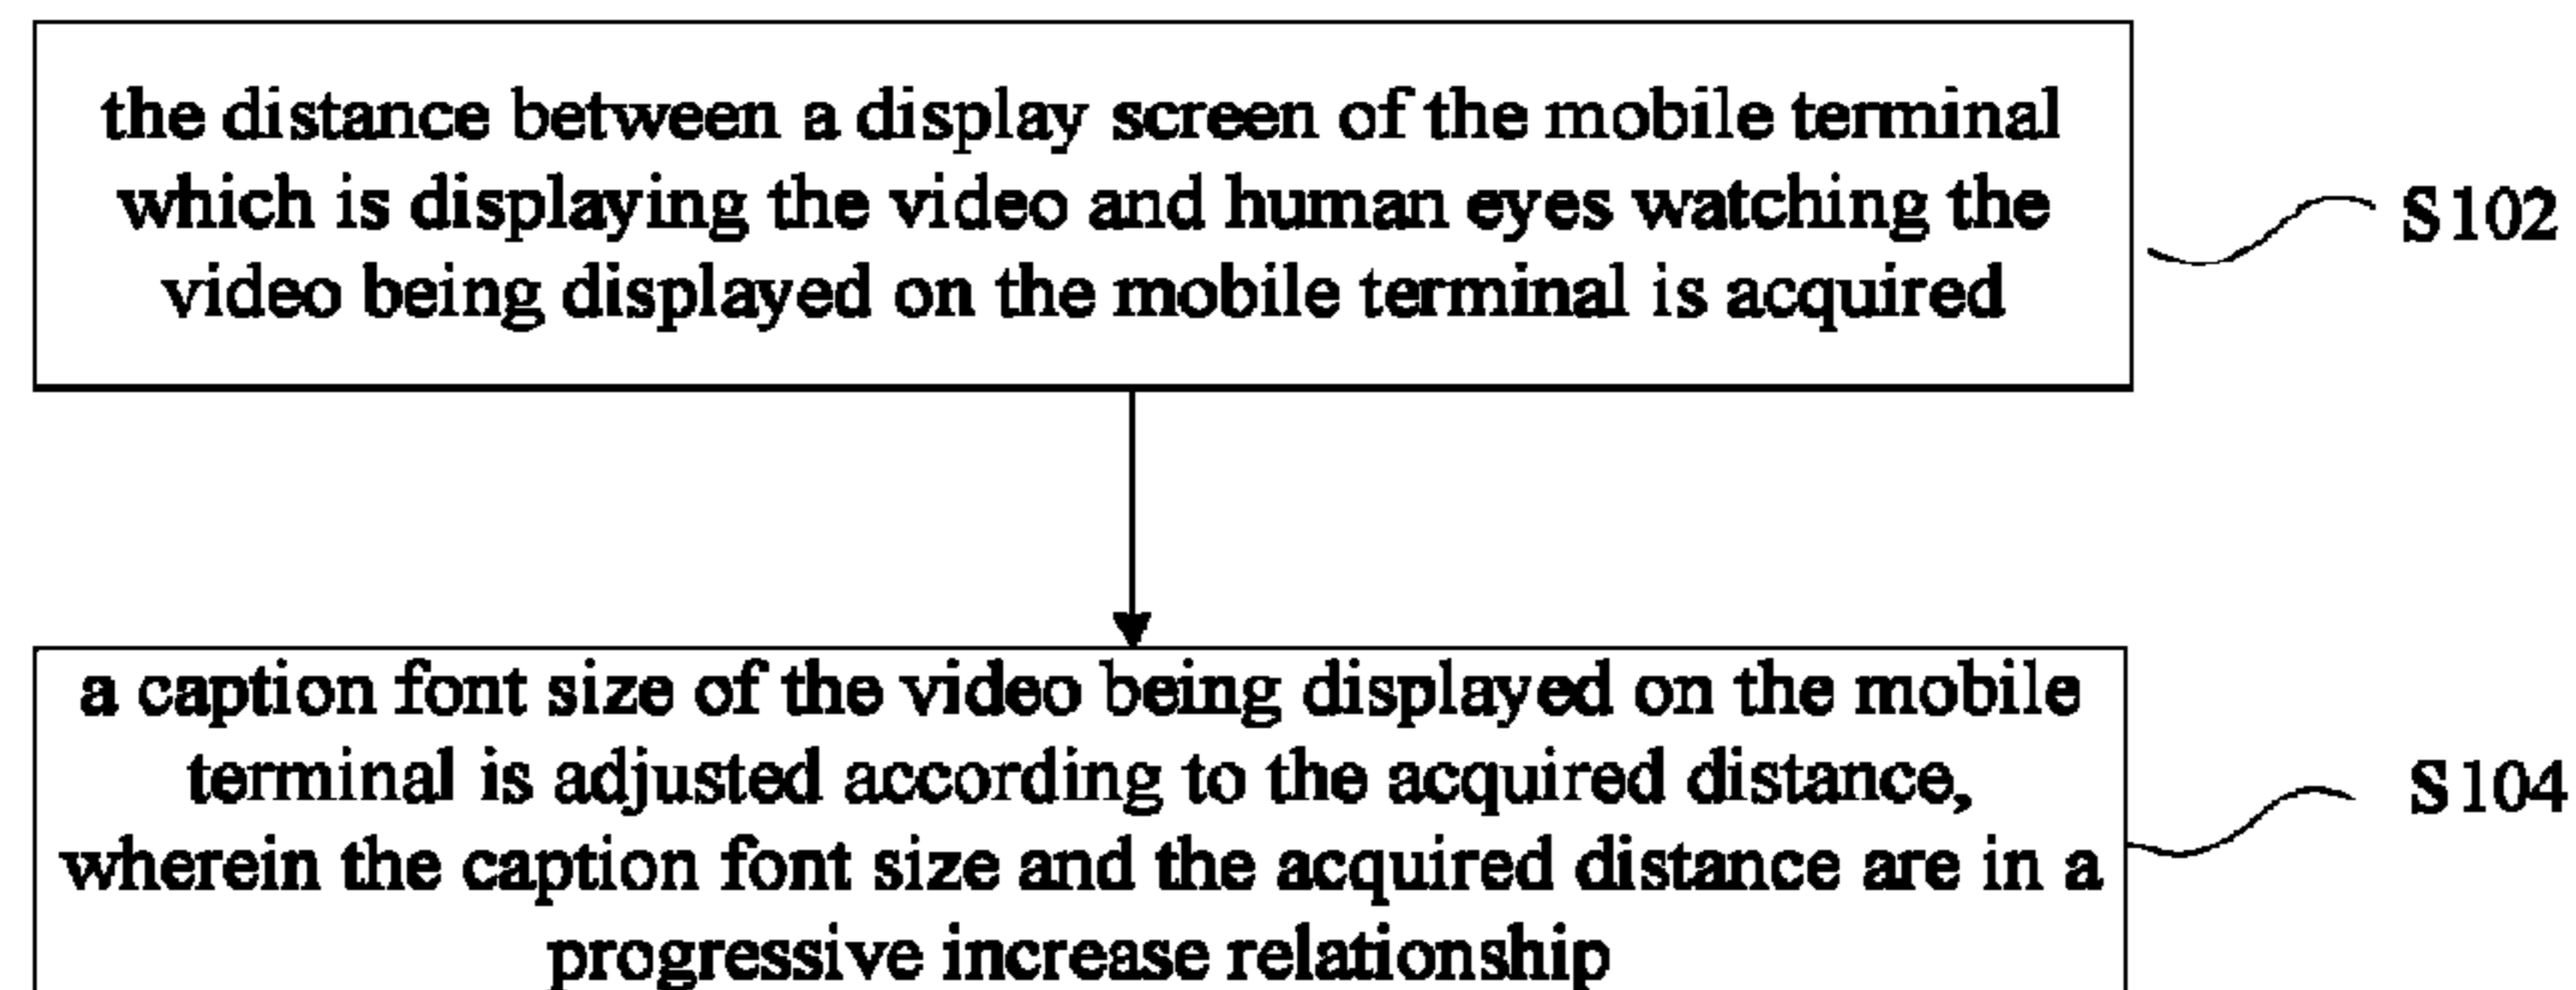 the distance between a display screen of the mobile terminal
which is displaying the video and human eyes watching the
video being displayed on the mobile terminal is acquired
S102
a caption font size of the video being displayed on the mobile
terminal is adjusted according to the acquired distance,
wherein the caption font size and the acquired distance are in a
progressive increase relationship
S104